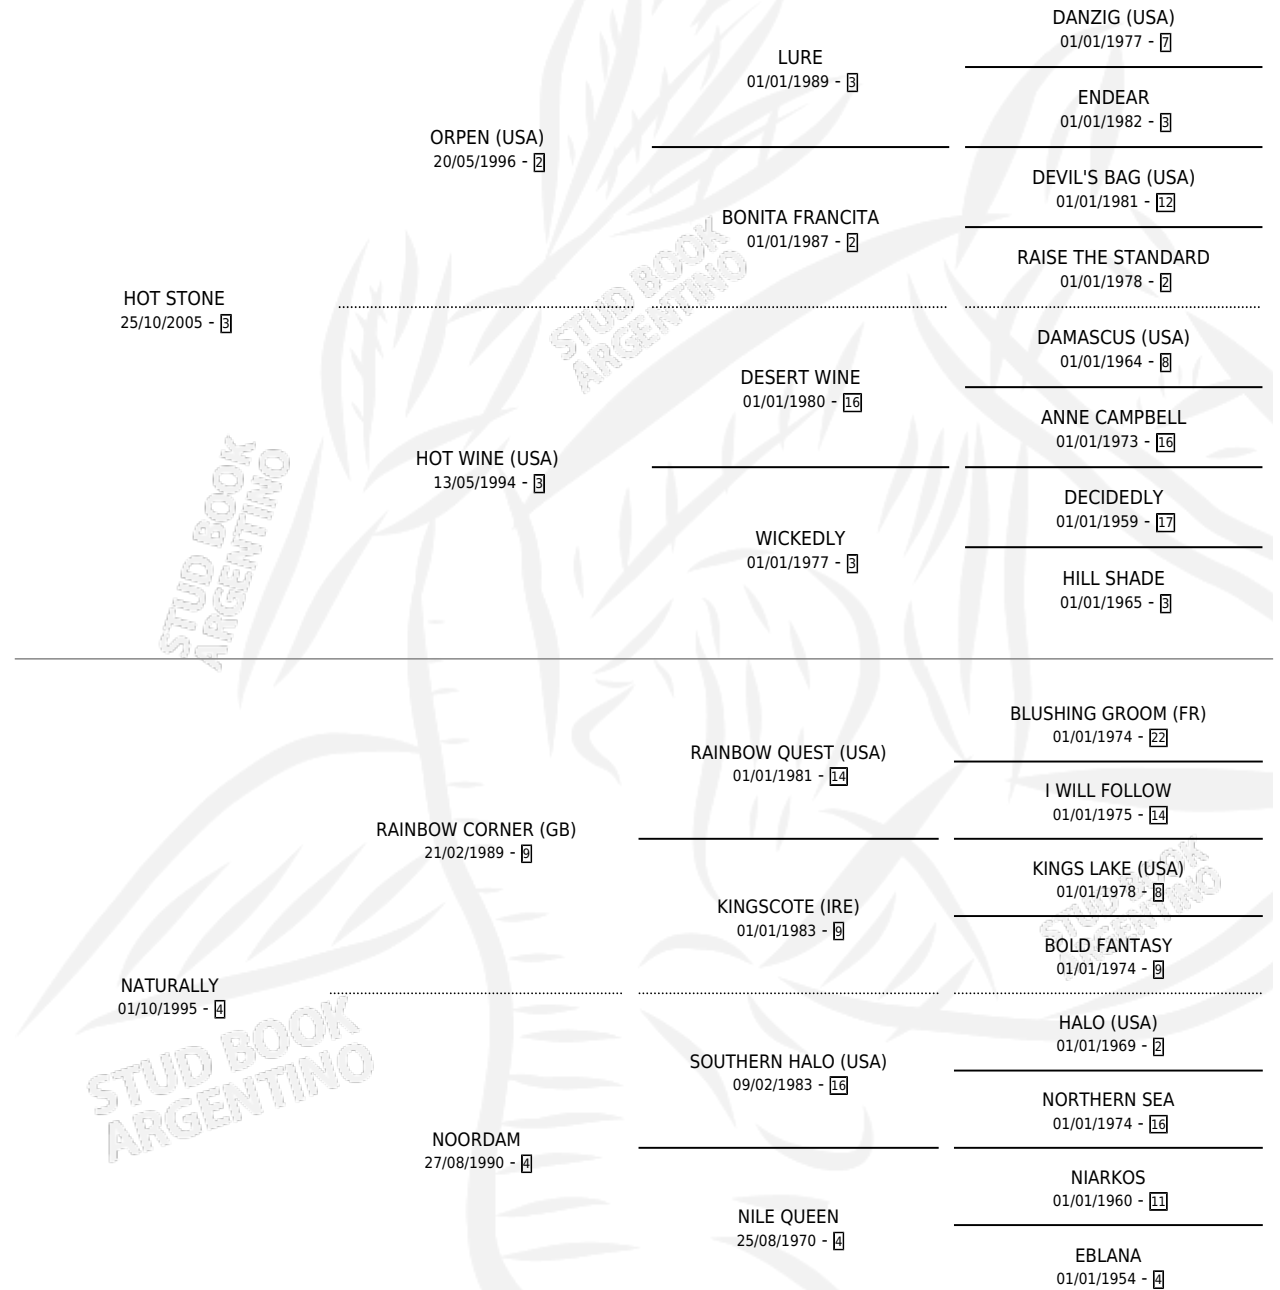 DANZIG (USA)
01/01/1977 - 7
LURE
01/01/1989 - 3
ENDEAR
01/01/1982 - 3
ORPEN (USA)
20/05/1996 - 2
DEVIL'S BAG (USA)
01/01/1981 - 12
BONITA FRANCITA
01/01/1987 - 2
RAISE THE STANDARD
01/01/1978 - 2
HOT STONE
25/10/2005 - 3
DAMASCUS (USA)
01/01/1964 - 8
DESERT WINE
01/01/1980 - 16
ANNE CAMPBELL
01/01/1973 - 16
HOT WINE (USA)
13/05/1994 - 3
DECIDEDLY
01/01/1959 - 17
WICKEDLY
01/01/1977 - 3
HILL SHADE
01/01/1965 - 3
STUD BOOK
ARGENTINO
STUD BOOK
ARGENTINO
BLUSHING GROOM (FR)
01/01/1974 - 22
RAINBOW QUEST (USA)
01/01/1981 - 14
I WILL FOLLOW
01/01/1975 - 14
RAINBOW CORNER (GB)
21/02/1989 - 9
KINGS LAKE (USA)
01/01/1978 - 8
KINGSCOTE (IRE)
01/01/1983 - 9
BOLD FANTASY
01/01/1974 - 9
NATURALLY
01/10/1995 - 4
HALO (USA)
01/01/1969 - 2
SOUTHERN HALO (USA)
09/02/1983 - 16
NORTHERN SEA
01/01/1974 - 16
NOORDAM
27/08/1990 - 4
NIARKOS
01/01/1960 - 11
NILE QUEEN
25/08/1970 - 4
EBLANA
01/01/1954 - 4
STUD BOOK
ARGENTINO
STUD BOOK
ARGENTINO